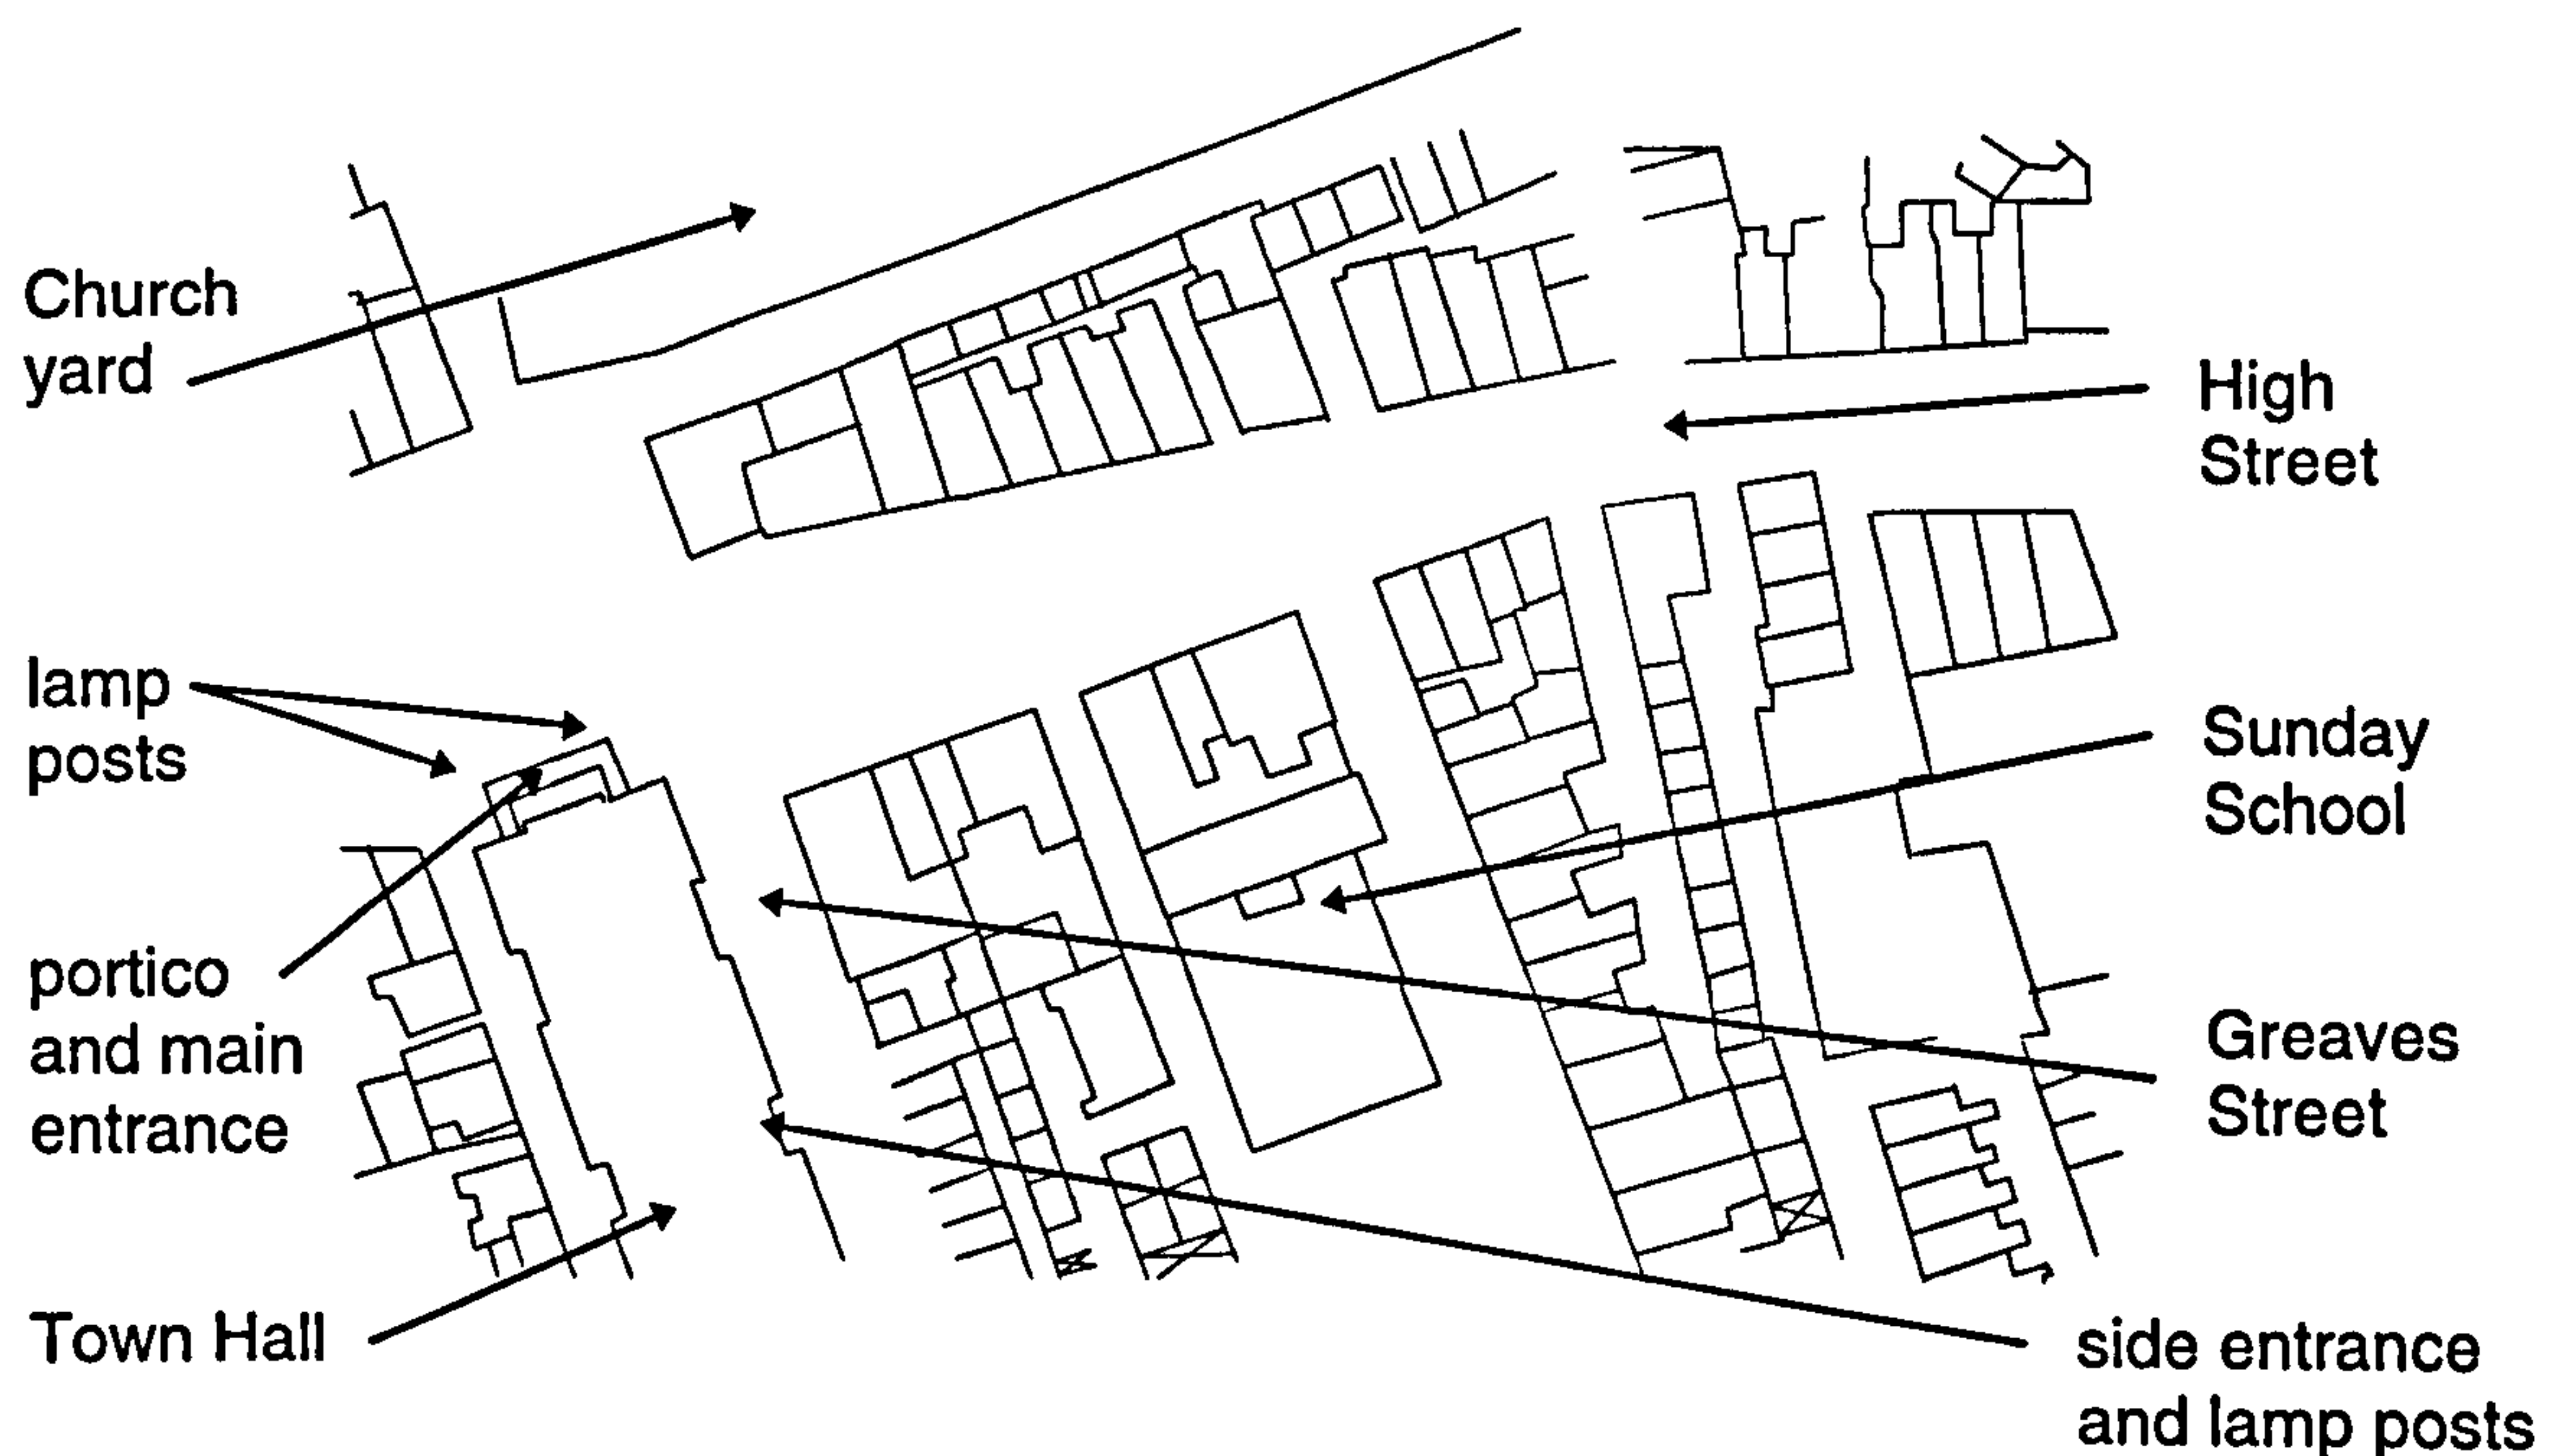 Church
yard
High
Street
lamp
posts
Sunday
School
portico
and main
entrance
Greaves
Street
Town Hall
side entrance
and lamp posts